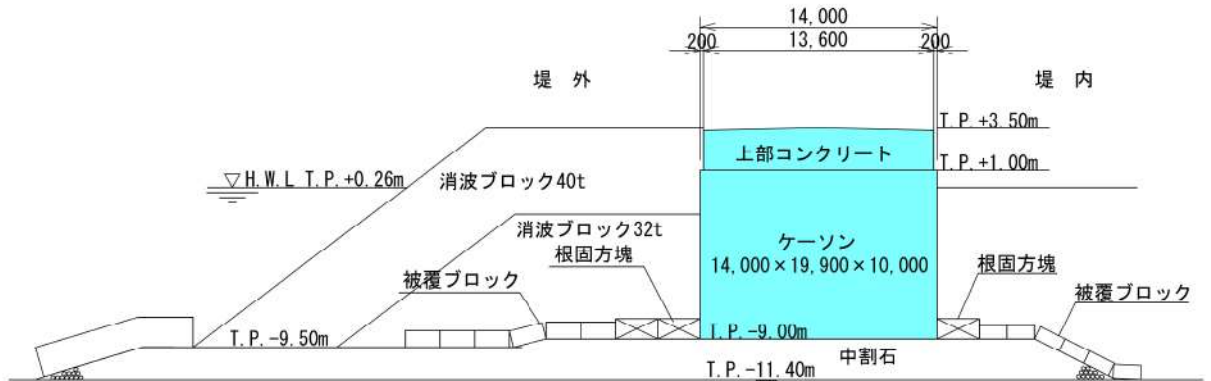 14,000
200
13,600
200
堤 外
堤 内
T.P.+3.50m
上部コンクリート
T.P.+1.00m
H.W.L T.P.+0.26m
消波ブロック40t
消波ブロック32t
根固方塊
ケーソン
14,000×19,900×10,000
根固方塊
被覆ブロック
被覆ブロック
T.P.-9.50m
T.P.-9.00m
中割石
T.P.-11.40m